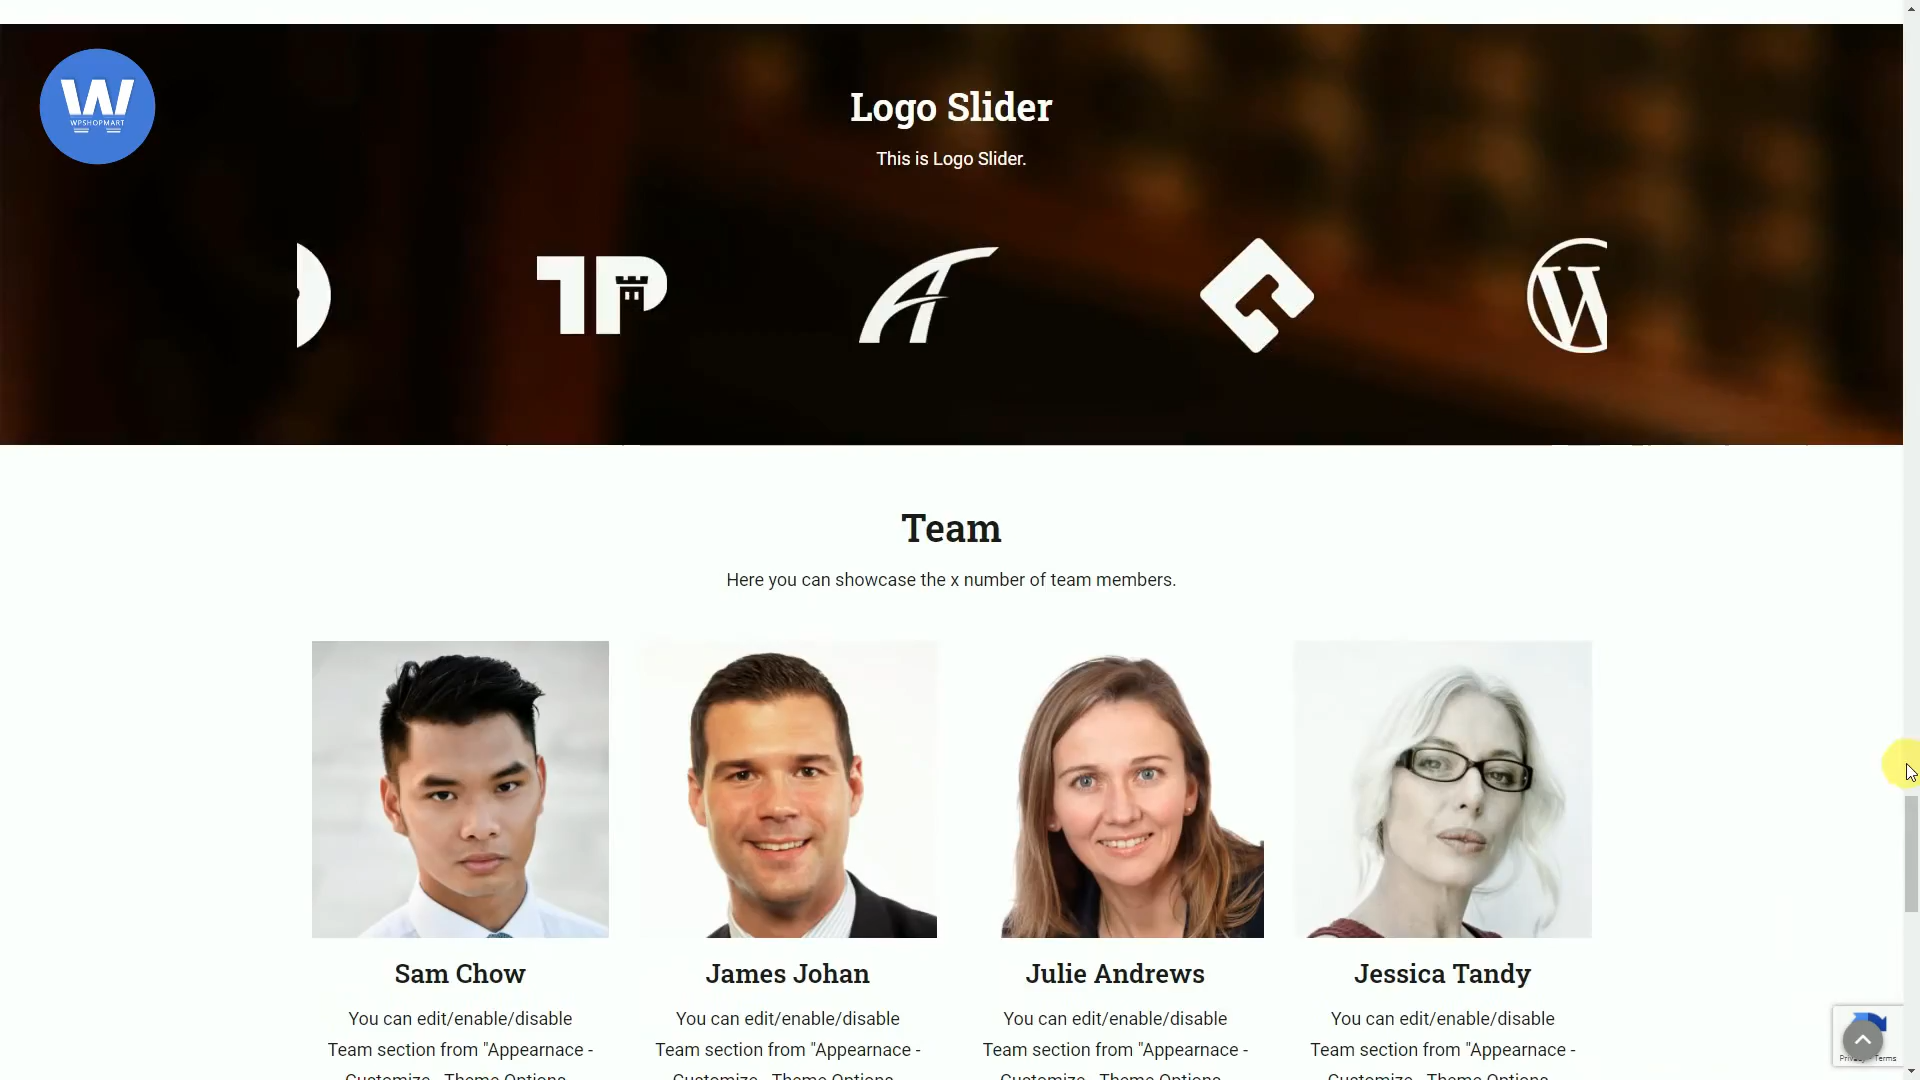 W
WPSHOPMART
Logo Slider
This is Logo Slider.
TP
Team
Here you can showcase the x number of team members.
Sam Chow
James Johan
Julie Andrews
Jessica Tandy
You can edit/enable/disable
Team section from "Appearnace -
Customize - Theme Options
You can edit/enable/disable
Team section from "Appearnace -
Customize - Theme Options
You can edit/enable/disable
Team section from "Appearnace -
Customize - Theme Options
You can edit/enable/disable
Team section from "Appearnace -
Customize - Theme Options
Terms